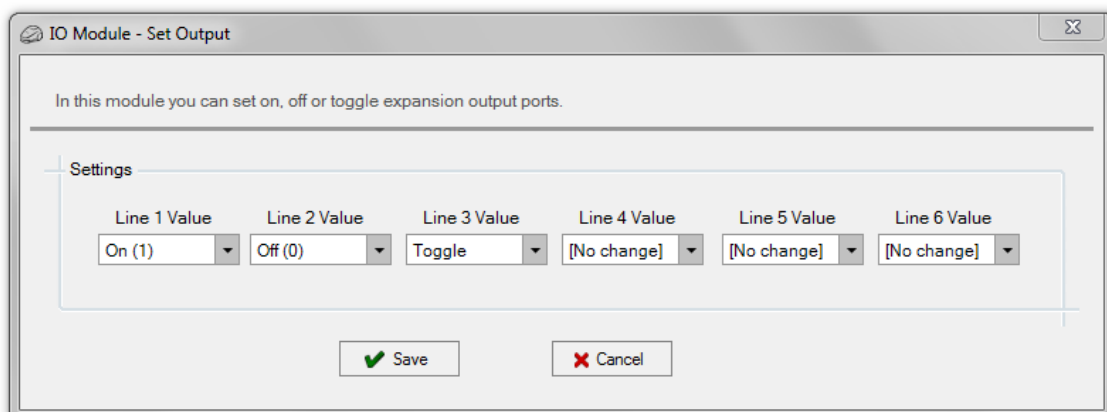 IO Module - Set Output
In this module you can set on, off or toggle expansion output ports.
Settings
Line 1 Value Line 2 Value Line 3 Value Line 4 Value Line 5 Value Line 6 Value
On (1) Off (0) Toggle [No change] [No change] [No change]
Save Cancel